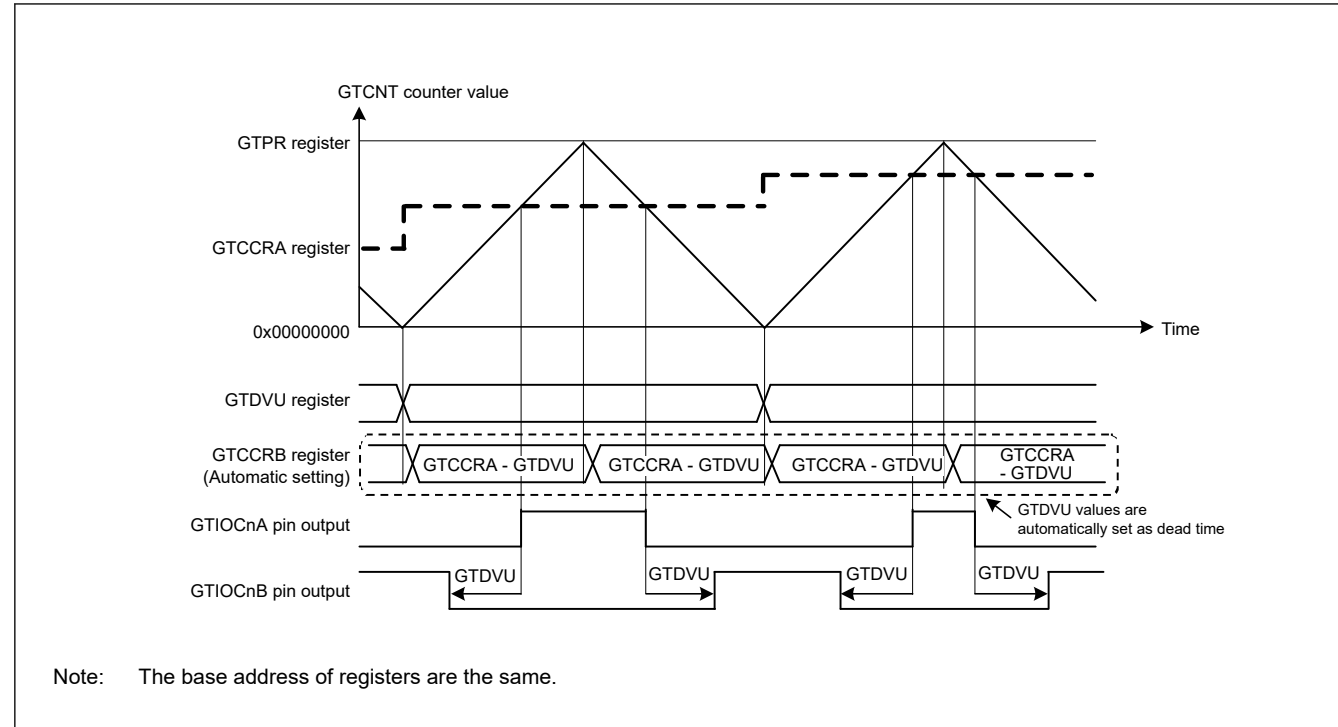 GTCNT counter value
GTPR register
GTCCRA register
0x00000000
Time
GTDVU register
GTCCRB register
(Automatic setting)
GTCCRA - GTDVU
GTCCRA - GTDVU
GTCCRA - GTDVU
GTCCRA
- GTDVU
GTDVU values are
automatically set as dead time
GTIOCnA pin output
GTIOCnB pin output
GTDVU
GTDVU
GTDVU
GTDVU
Note: The base address of registers are the same.